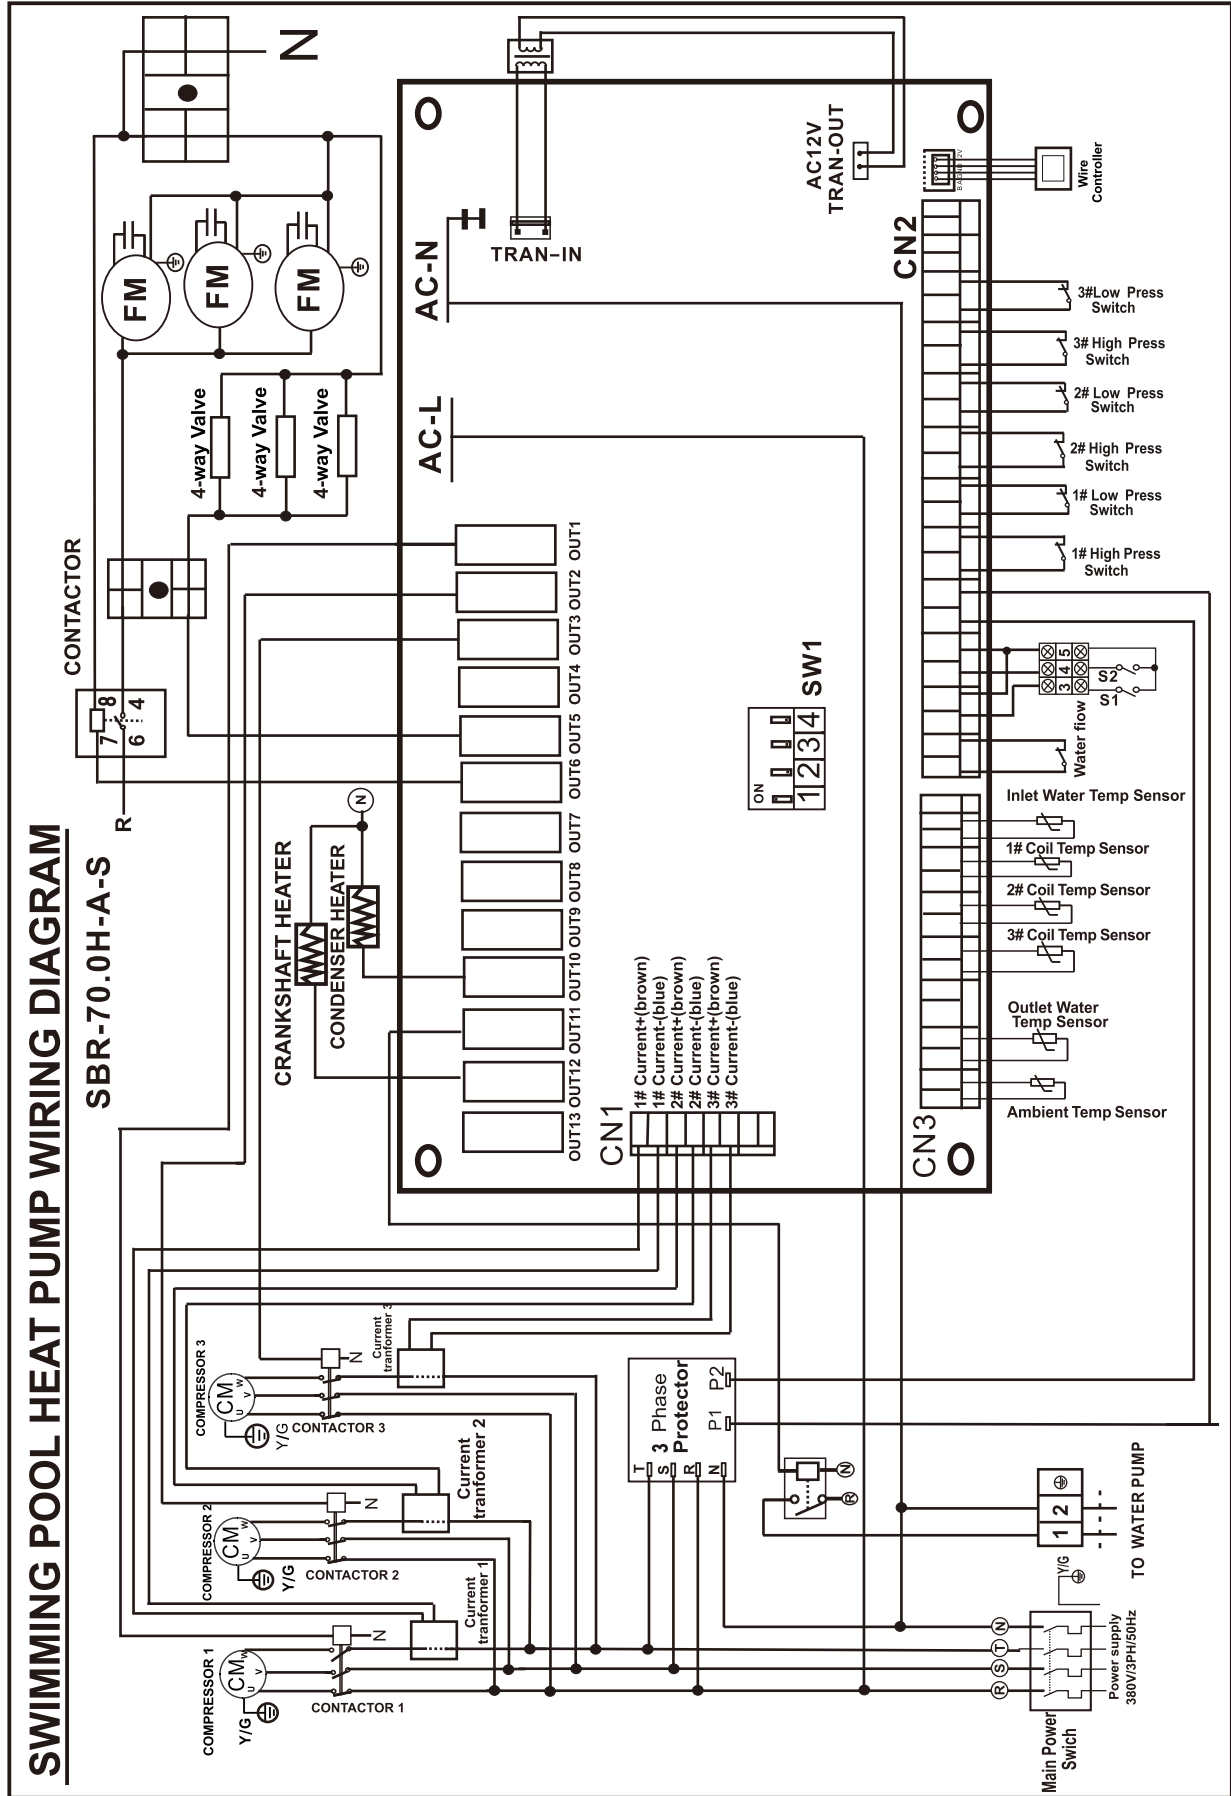 SWIMMING POOL HEAT PUMP WIRING DIAGRAM
SBR-70.0H-A-S
N
FM
FM
FM
4-way Valve
4-way Valve
4-way Valve
CONTACTOR
8
4
7
6
R
CRANKSHAFT HEATER
CONDENSER HEATER
N
AC-N
AC-L
TRAN-IN
AC12V
TRAN-OUT
OUT1
OUT2
OUT3
OUT4
OUT5
OUT6
OUT7
OUT8
OUT9
OUT10
OUT11
OUT12
OUT13
SW1
ON
1 2 3 4
CN1
1# Current+(brown)
1# Current-(blue)
2# Current+(brown)
2# Current-(blue)
3# Current+(brown)
3# Current-(blue)
CN2
B A GND 12V
Wire
Controller
3#Low Press
Switch
3# High Press
Switch
2# Low Press
Switch
2# High Press
Switch
1# Low Press
Switch
1# High Press
Switch
5
4
3
S2
S1
Water fiow
CN3
Inlet Water Temp Sensor
1# Coil Temp Sensor
2# Coil Temp Sensor
3# Coil Temp Sensor
Outlet Water
Temp Sensor
Ambient Temp Sensor
COMPRESSOR 3
CM
U V W
Y/G
CONTACTOR 3
N
Current
tranformer 3
COMPRESSOR 2
CM
U V W
Y/G
CONTACTOR 2
N
Current
tranformer 2
COMPRESSOR 1
CM
U V W
Y/G
CONTACTOR 1
N
Current
tranformer 1
3 Phase
Protector
P1 P2
T
S
R
N
N
R
1 2
TO WATER PUMP
Y/G
N
T
S
R
Main Power
Swich
Power supply
380V/3PH/50Hz